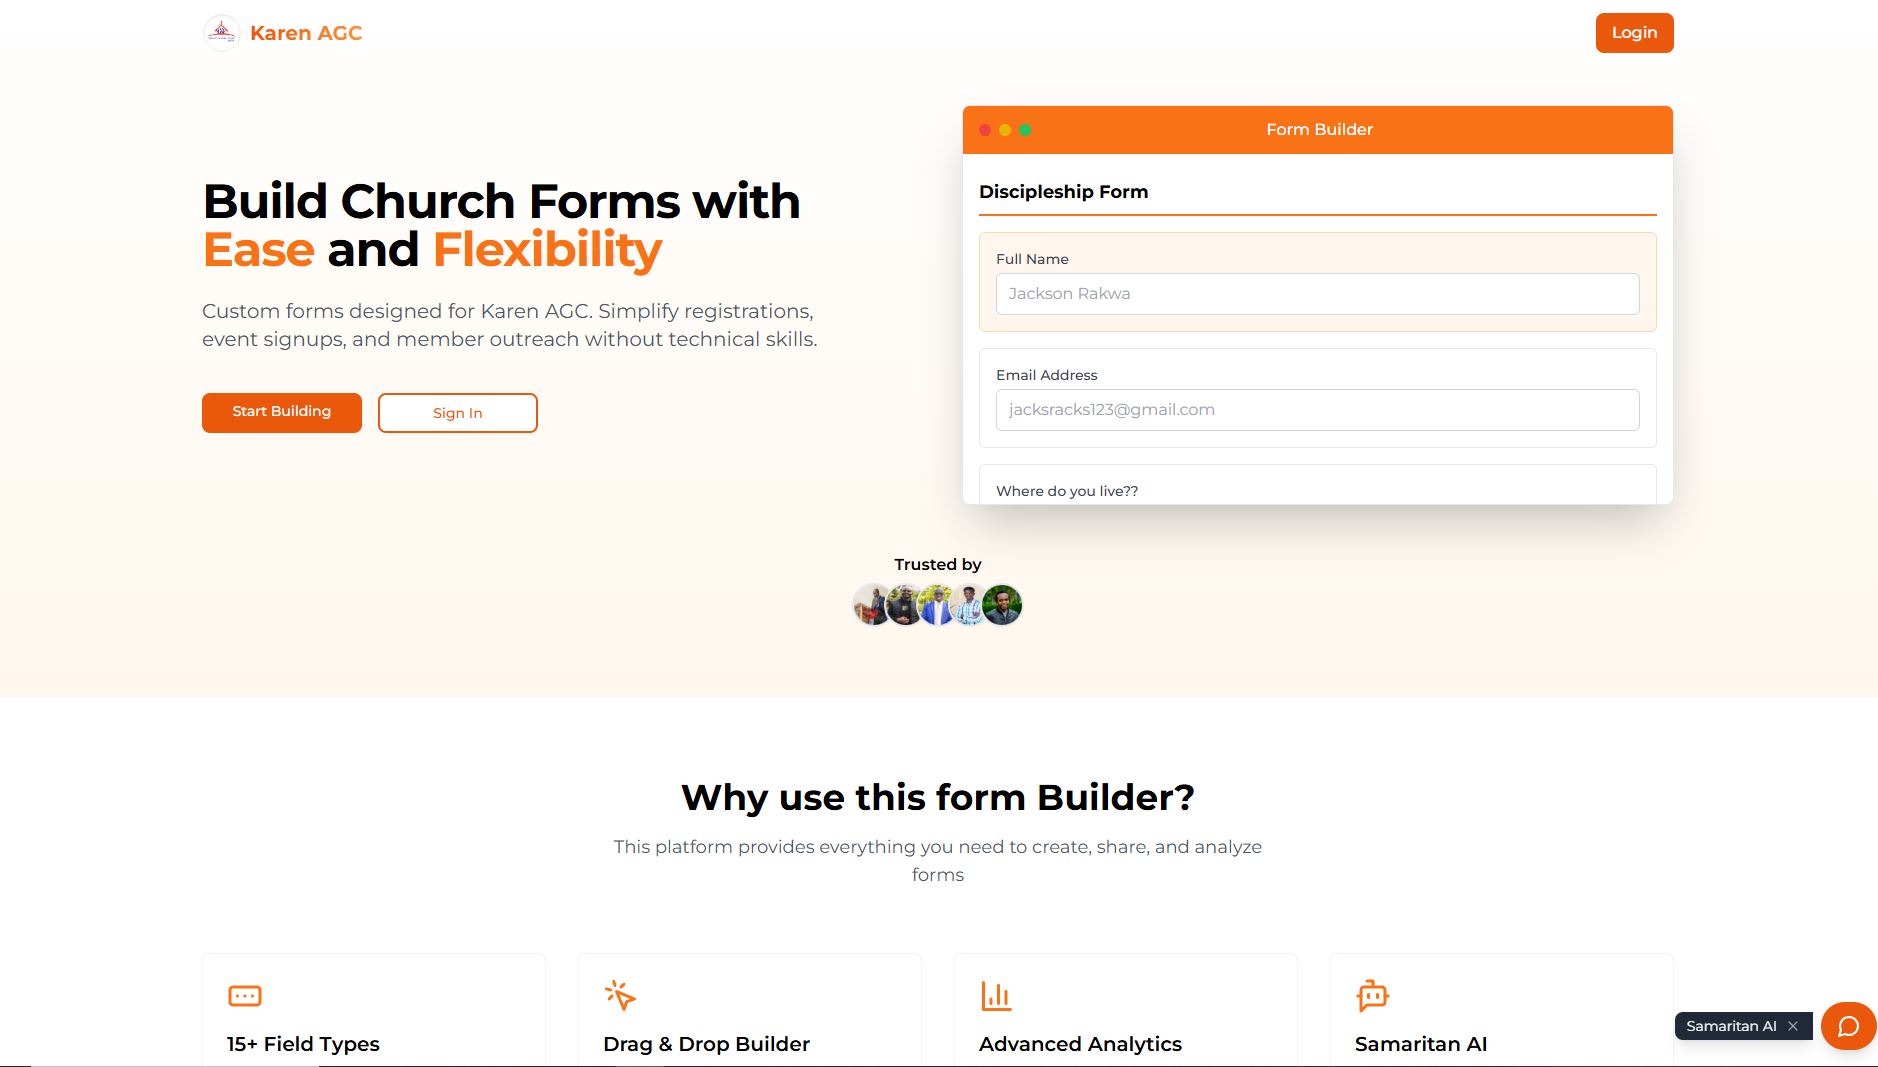 Karen AGC
Login
Build Church Forms with
Ease and Flexibility
Custom forms designed for Karen AGC. Simplify registrations,
event signups, and member outreach without technical skills.
Start Building
Sign In
Form Builder
Discipleship Form
Full Name
Jackson Rakwa
Email Address
jacksracks123@gmail.com
Where do you live??
Trusted by
Why use this form Builder?
This platform provides everything you need to create, share, and analyze
forms
15+ Field Types
Drag & Drop Builder
Advanced Analytics
Samaritan AI
Samaritan AI